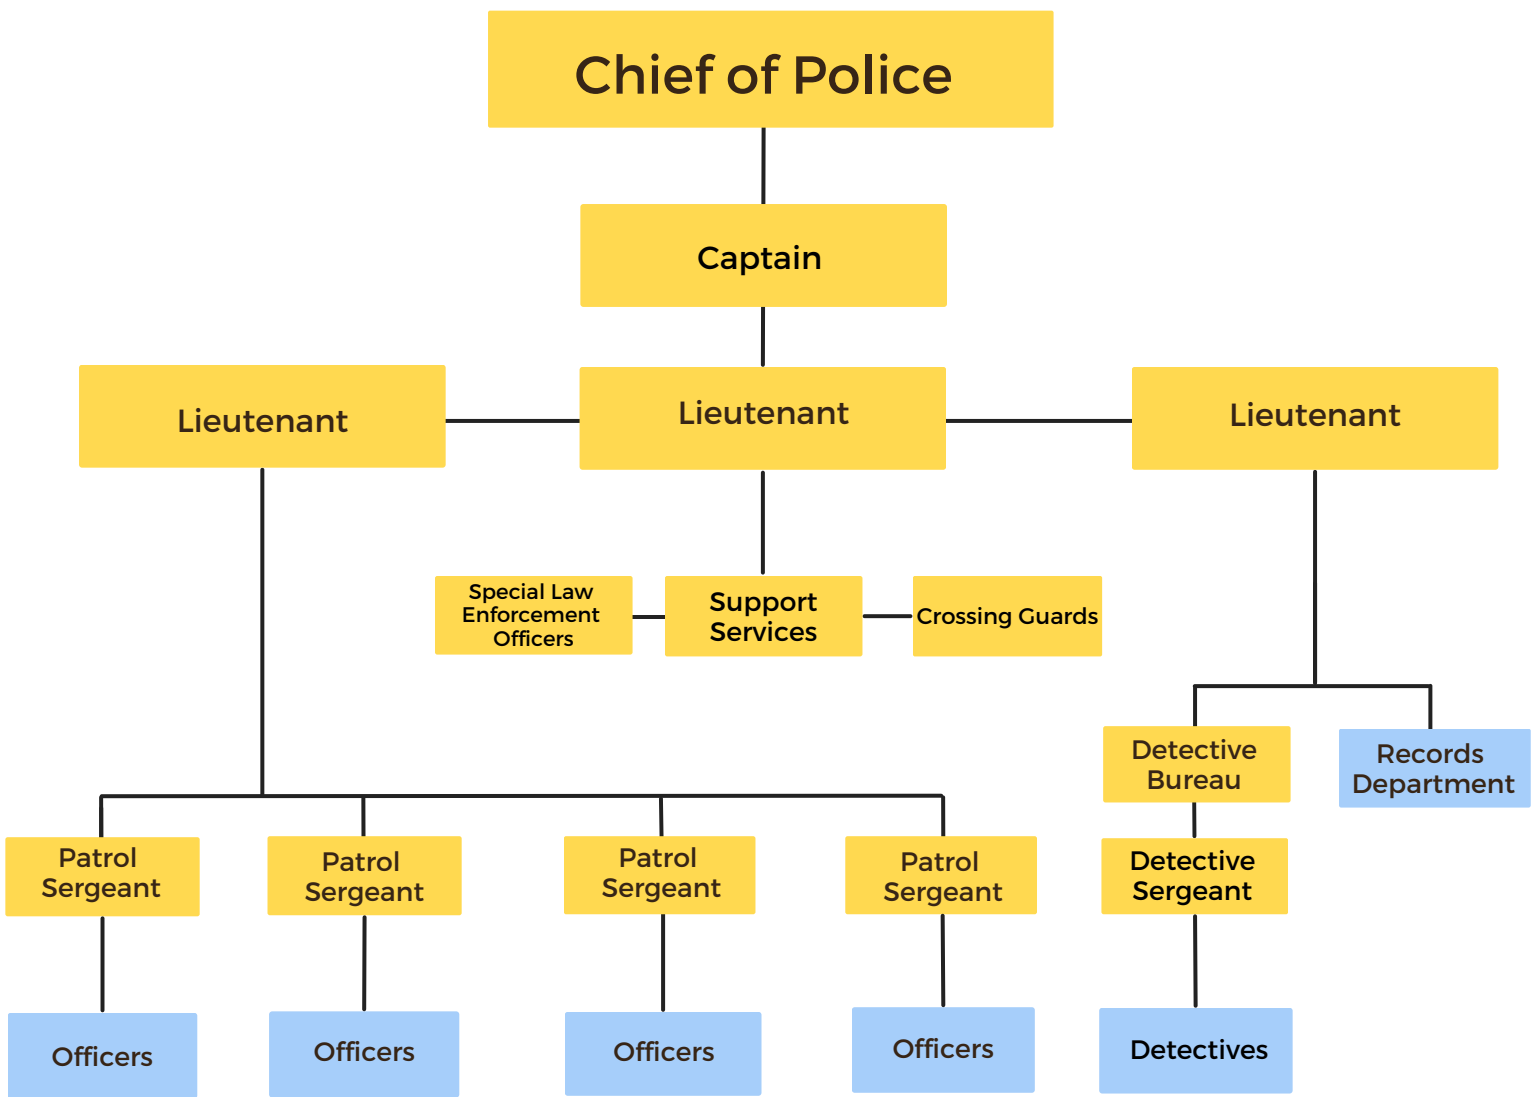 Chief of Police
Captain
Lieutenant
Lieutenant
Lieutenant
Special Law
Enforcement
Officers
Support
Services
Crossing Guards
Detective
Bureau
Records
Department
Patrol
Sergeant
Patrol
Sergeant
Patrol
Sergeant
Patrol
Sergeant
Detective
Sergeant
Officers
Officers
Officers
Officers
Detectives